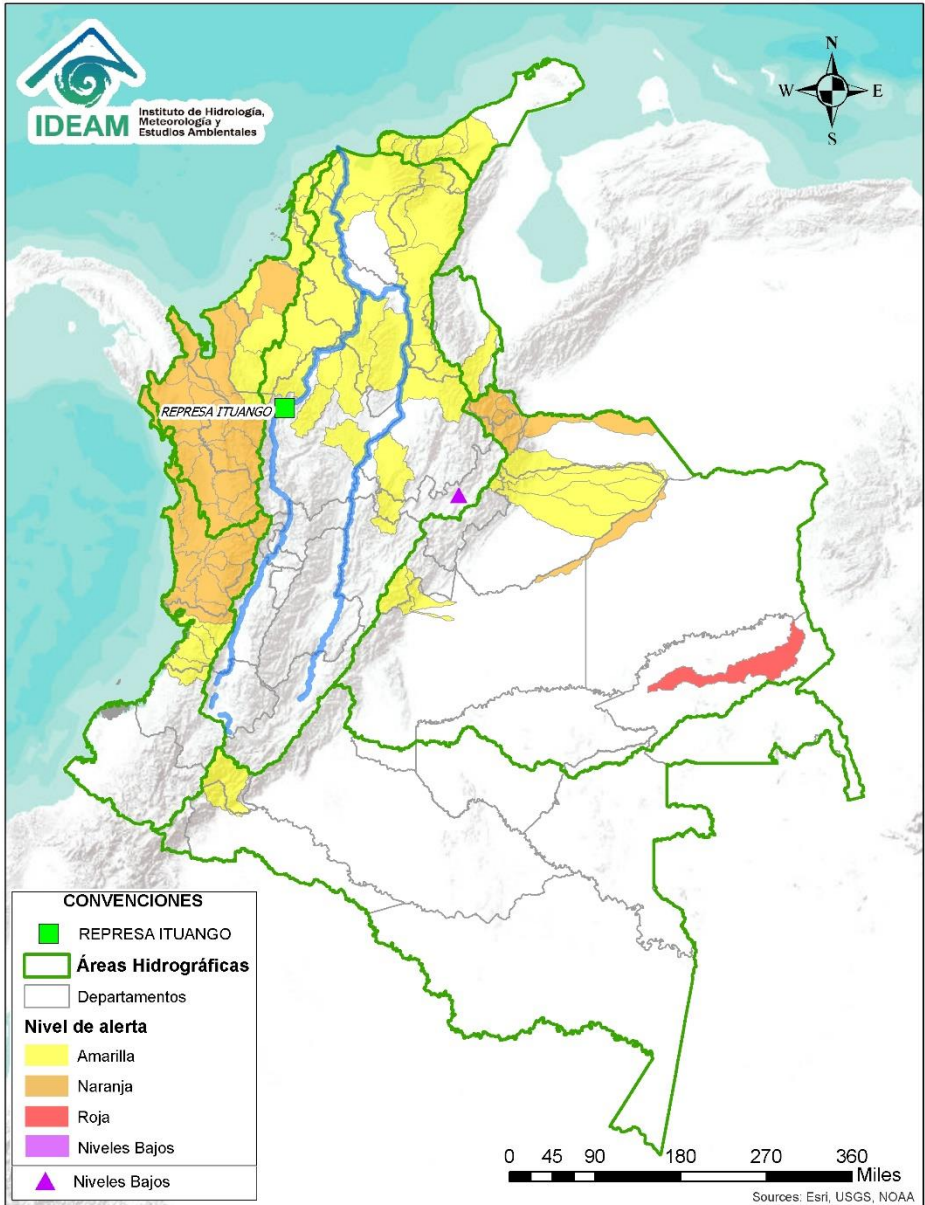 IDEAM
Instituto de Hidrología,
Meteorología y
Estudios Ambientales
N
W
E
S
REPRESA ITUANGO
CONVENCIONES
REPRESA ITUANGO
Áreas Hidrográficas
Departamentos
Nivel de alerta
Amarilla
Naranja
Roja
Niveles Bajos
Niveles Bajos
0 45 90 180 270 360
Miles
Sources: Esri, USGS, NOAA